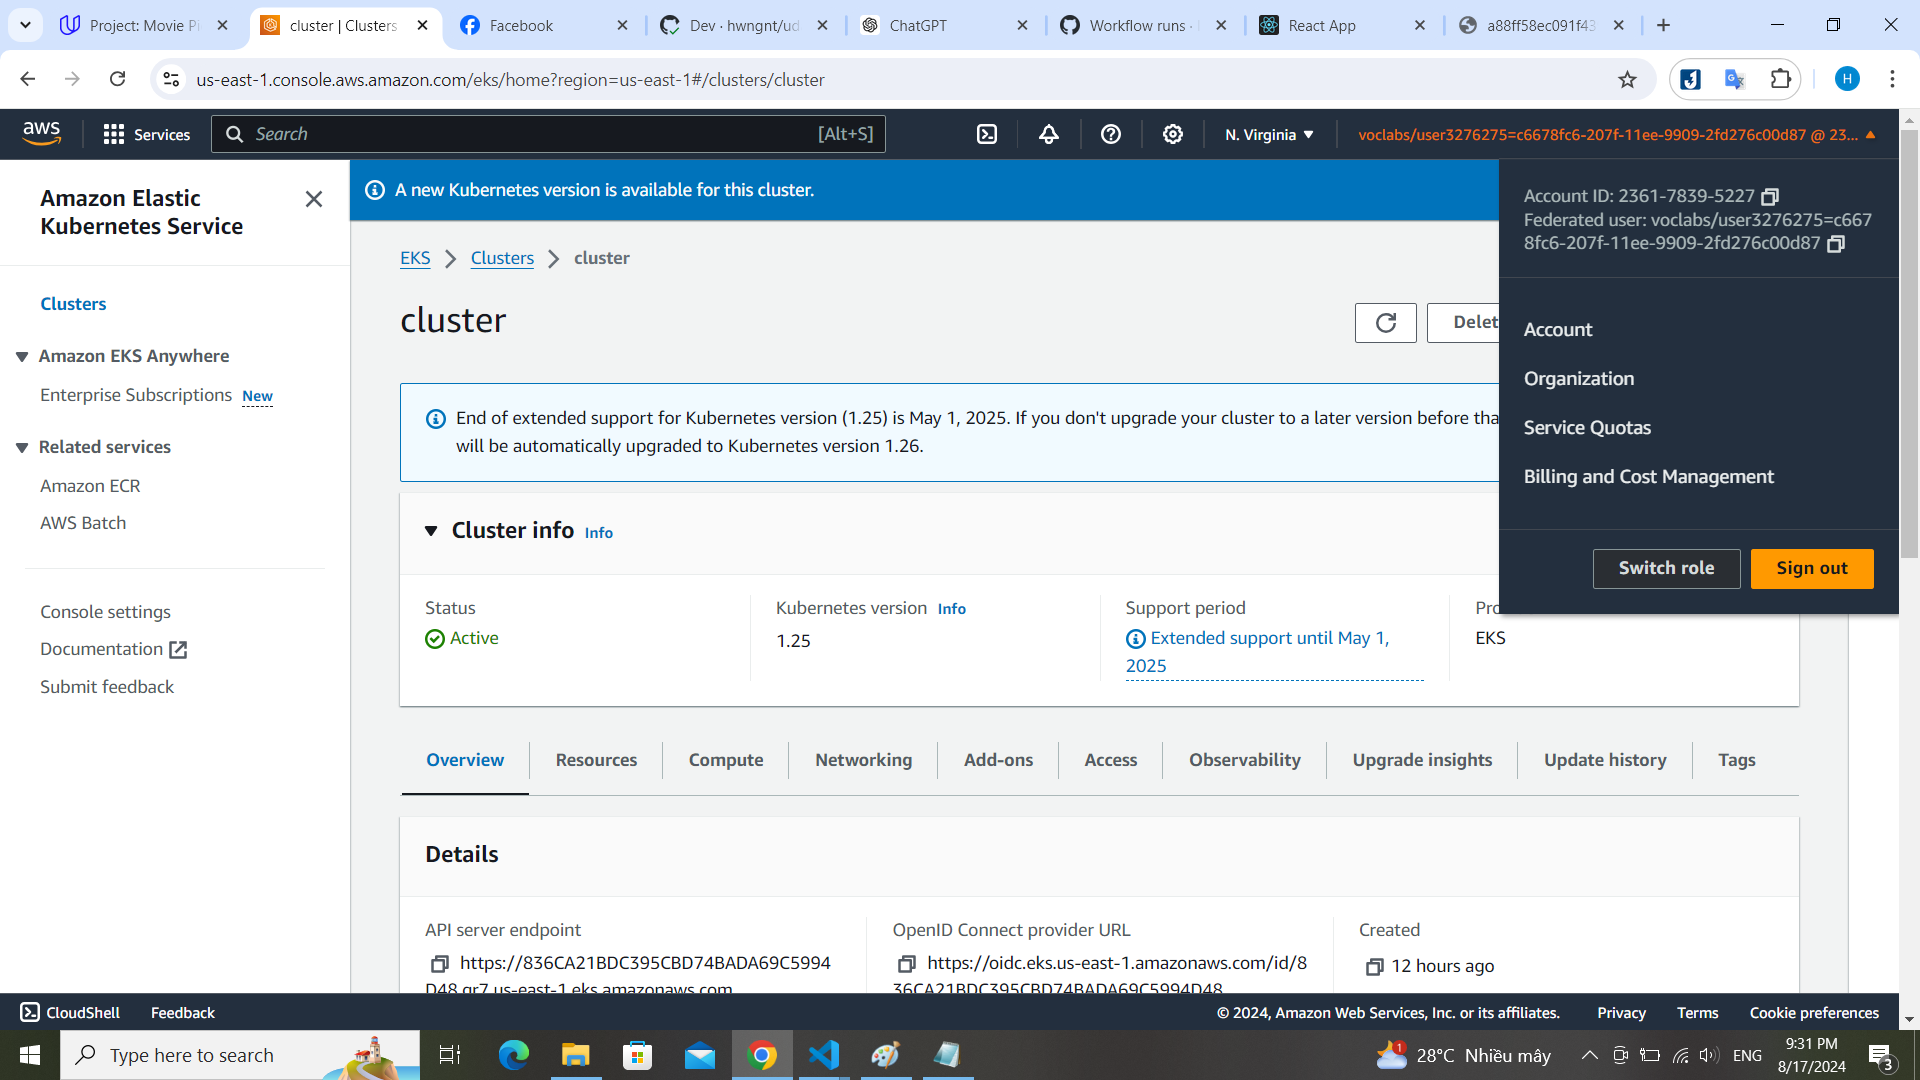 Project: Movie Pi
cluster | Clusters
Facebook
Dev · hwngnt/ud
ChatGPT
Workflow runs ·
React App
a88ff58ec091f43
us-east-1.console.aws.amazon.com/eks/home?region=us-east-1#/clusters/cluster
H
aws
Services
Search
[Alt+S]
N. Virginia
voclabs/user3276275=c6678fc6-207f-11ee-9909-2fd276c00d87 @ 23...
Account ID: 2361-7839-5227
Federated user: voclabs/user3276275=c667
8fc6-207f-11ee-9909-2fd276c00d87
Account
Organization
Service Quotas
Billing and Cost Management
Switch role
Sign out
Amazon Elastic
Kubernetes Service
Clusters
Amazon EKS Anywhere
Enterprise Subscriptions New
Related services
Amazon ECR
AWS Batch
Console settings
Documentation
Submit feedback
A new Kubernetes version is available for this cluster.
EKS
Clusters
cluster
cluster
Delet
End of extended support for Kubernetes version (1.25) is May 1, 2025. If you don't upgrade your cluster to a later version before tha
will be automatically upgraded to Kubernetes version 1.26.
Cluster info Info
Status
Active
Kubernetes version Info
1.25
Support period
Extended support until May 1,
2025
Pro
EKS
Overview
Resources
Compute
Networking
Add-ons
Access
Observability
Upgrade insights
Update history
Tags
Details
API server endpoint
https://836CA21BDC395CBD74BADA69C5994
D48.gr7.us-east-1.eks.amazonaws.com
OpenID Connect provider URL
https://oidc.eks.us-east-1.amazonaws.com/id/8
36CA21BDC395CBD74BADA69C5994D48
Created
12 hours ago
CloudShell
Feedback
© 2024, Amazon Web Services, Inc. or its affiliates.
Privacy
Terms
Cookie preferences
Type here to search
1
28°C Nhiều mây
ENG
9:31 PM
8/17/2024
3